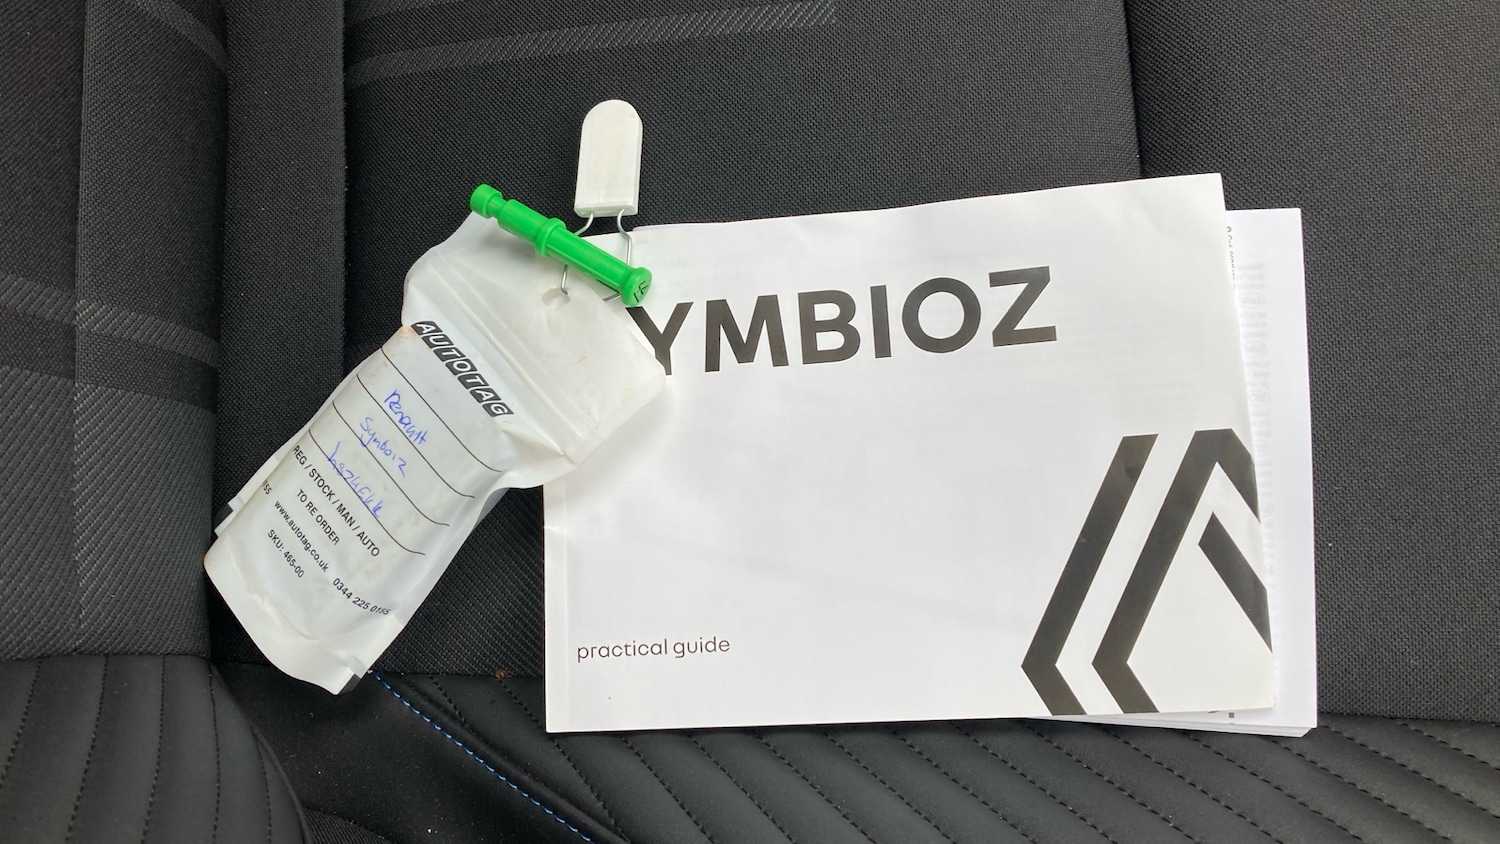 AUTOTAG
Renault
Symboiz
REG / STOCK / MAN / AUTO
TO RE ORDER
www.autotag.co.uk 0344 225 0155
SKU: 465-00
YMBIOZ
practical guide